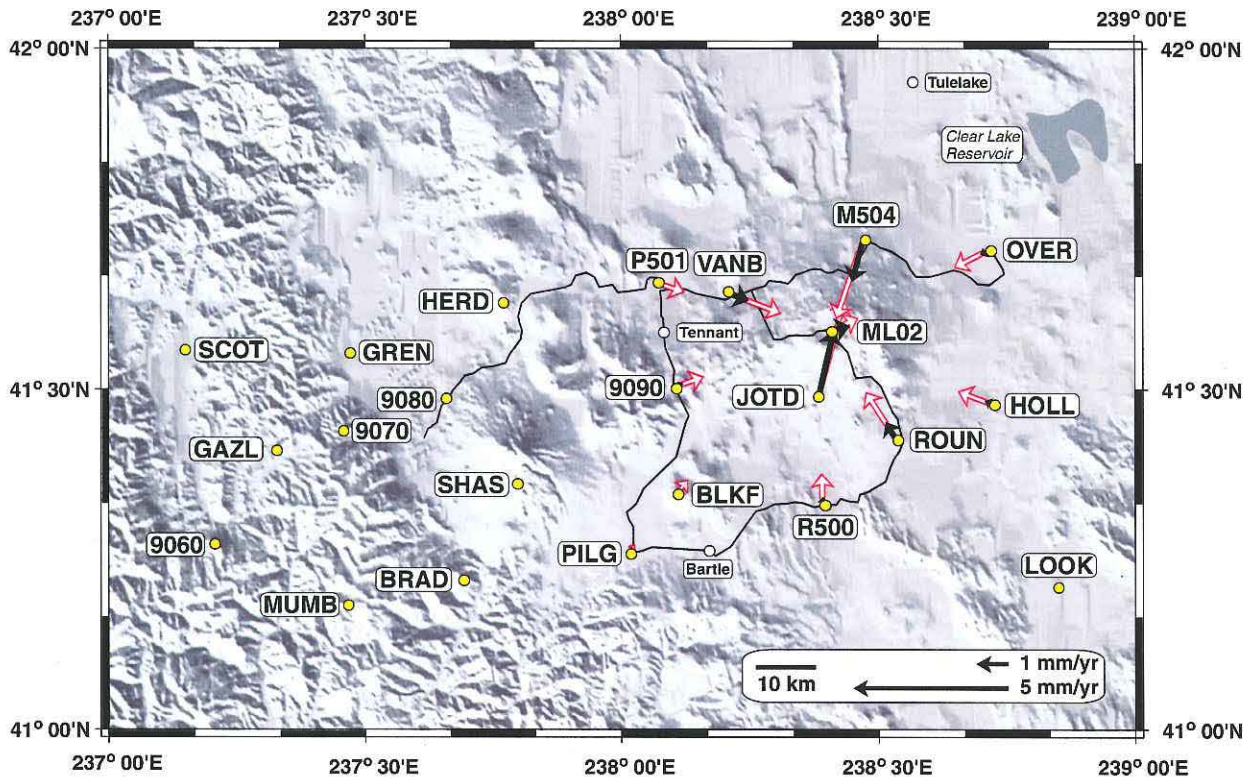 237° 00'E
237° 30'E
238° 00'E
238° 30'E
239° 00'E
42° 00'N
42° 00'N
Tulelake
Clear Lake
Reservoir
M504
OVER
P501
VANB
HERD
Tennant
ML02
SCOT
GREN
41° 30'N
9090
JOTD
HOLL
41° 30'N
9080
9070
GAZL
ROUN
SHAS
BLKF
R500
9060
PILG
Bartle
LOOK
BRAD
MUMB
10 km
1 mm/yr
5 mm/yr
41° 00'N
41° 00'N
237° 00'E
237° 30'E
238° 00'E
238° 30'E
239° 00'E